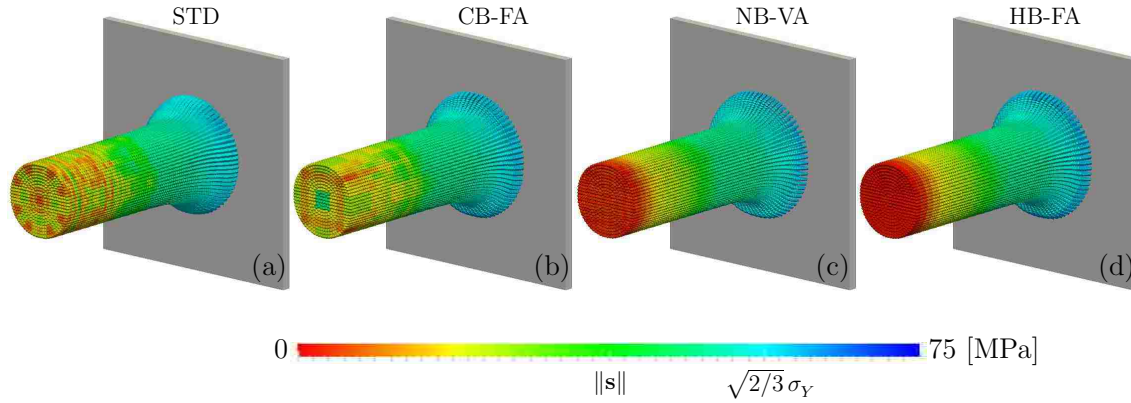 STD CB-FA NB-VA HB-FA
(a) (b) (c) (d)
0 75 [MPa]
‖s‖ √2/3 σ_Y